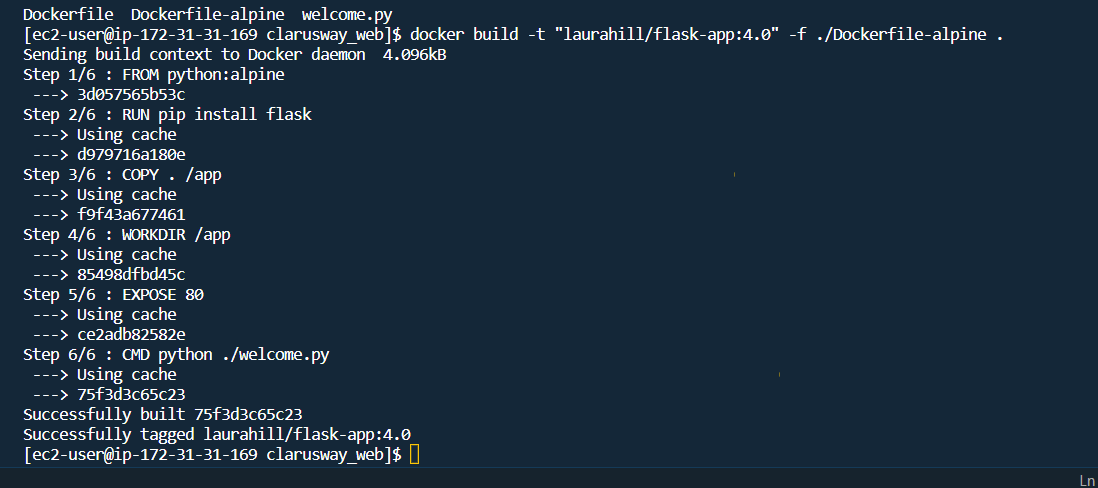 Dockerfile  Dockerfile-alpine  welcome.py
[ec2-user@ip-172-31-31-169 clarusway_web]$ docker build -t "laurahill/flask-app:4.0" -f ./Dockerfile-alpine .
Sending build context to Docker daemon  4.096kB
Step 1/6 : FROM python:alpine
 ---> 3d057565b53c
Step 2/6 : RUN pip install flask
 ---> Using cache
 ---> d979716a180e
Step 3/6 : COPY . /app
 ---> Using cache
 ---> f9f43a677461
Step 4/6 : WORKDIR /app
 ---> Using cache
 ---> 85498dfbd45c
Step 5/6 : EXPOSE 80
 ---> Using cache
 ---> ce2adb82582e
Step 6/6 : CMD python ./welcome.py
 ---> Using cache
 ---> 75f3d3c65c23
Successfully built 75f3d3c65c23
Successfully tagged laurahill/flask-app:4.0
[ec2-user@ip-172-31-31-169 clarusway_web]$
Ln